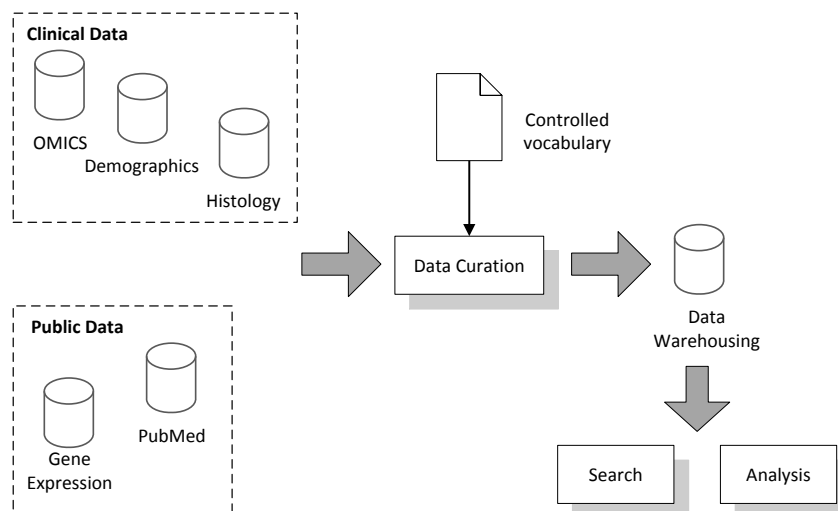 Clinical Data
OMICS
Demographics
Histology
Controlled
vocabulary
Data Curation
Data
Warehousing
Public Data
PubMed
Gene
Expression
Search
Analysis